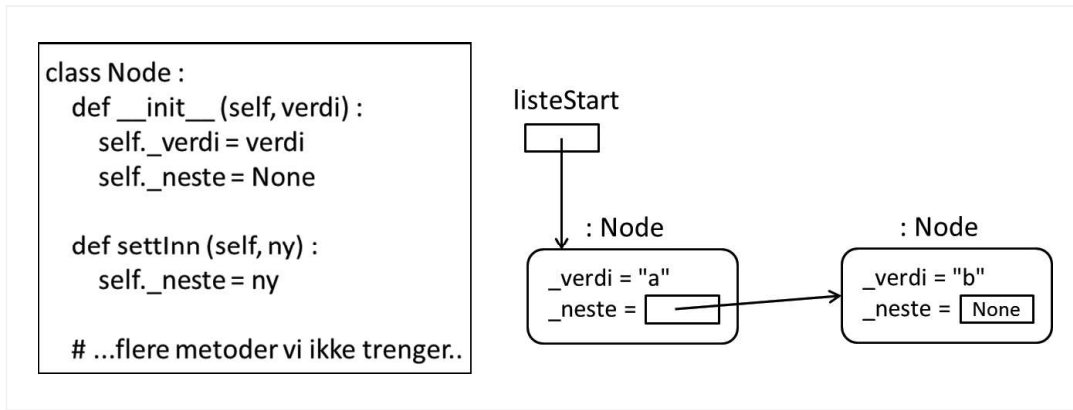 class Node :
def __init__ (self, verdi) :
self._verdi = verdi
self._neste = None
def settInn (self, ny) :
self._neste = ny
# ...flere metoder vi ikke trenger..
listeStart
: Node
_verdi = "a"
_neste =
: Node
_verdi = "b"
_neste = None